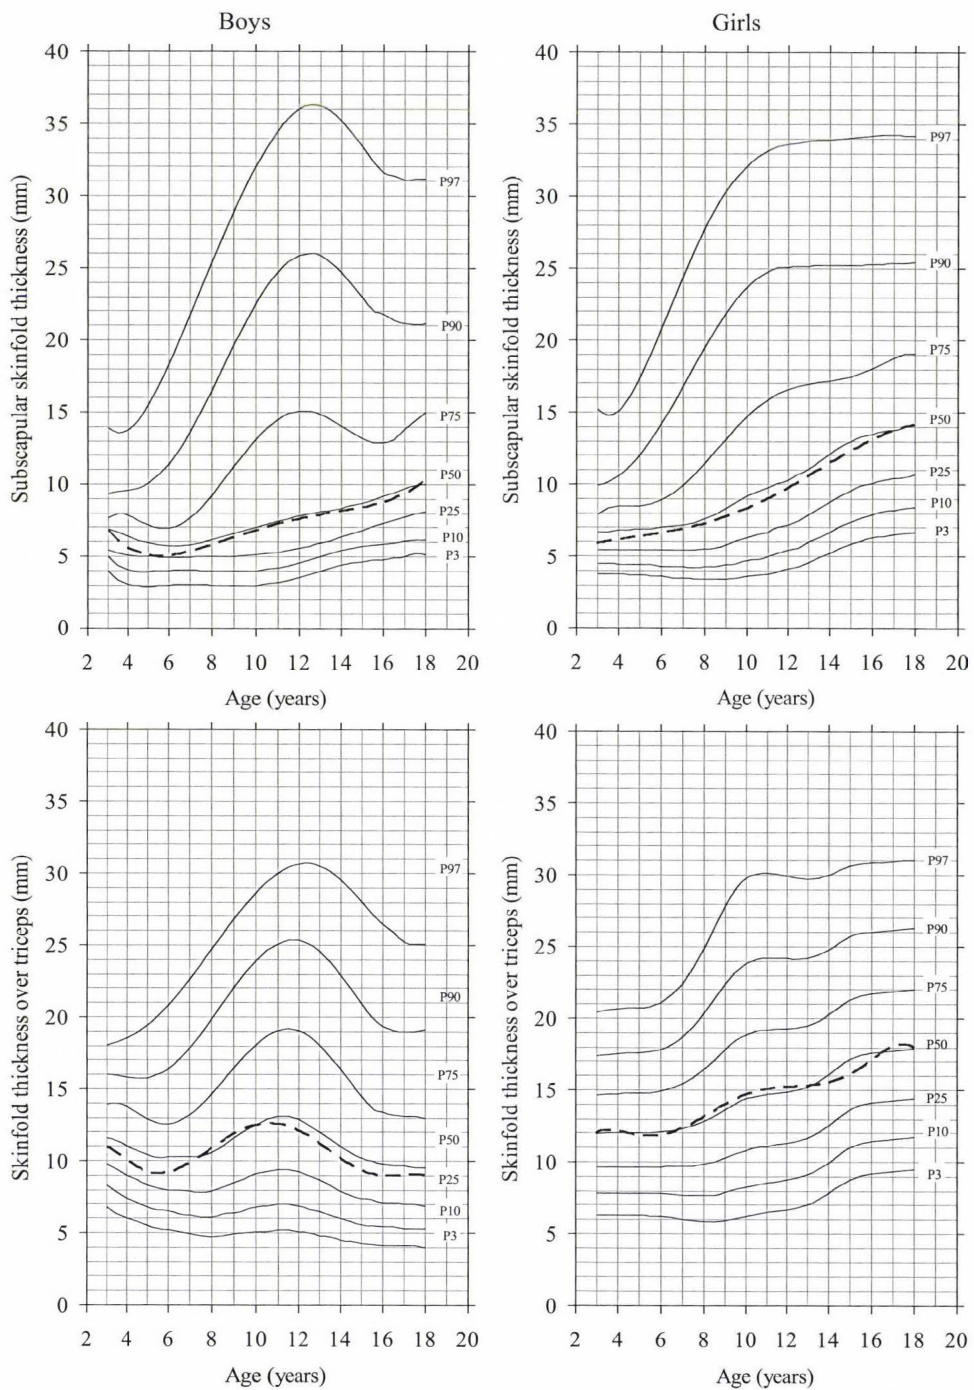 Boys
Girls
Subscapular skinfold thickness (mm)
40
35
30
25
20
15
10
5
0
P97
P90
P75
P50
P25
P10
P3
2 4 6 8 10 12 14 16 18 20
Age (years)
Subscapular skinfold thickness (mm)
40
35
30
25
20
15
10
5
0
P97
P90
P75
P50
P25
P10
P3
2 4 6 8 10 12 14 16 18 20
Age (years)
Skinfold thickness over triceps (mm)
40
35
30
25
20
15
10
5
0
P97
P90
P75
P50
P25
P10
P3
2 4 6 8 10 12 14 16 18 20
Age (years)
Skinfold thickness over triceps (mm)
40
35
30
25
20
15
10
5
0
P97
P90
P75
P50
P25
P10
P3
2 4 6 8 10 12 14 16 18 20
Age (years)